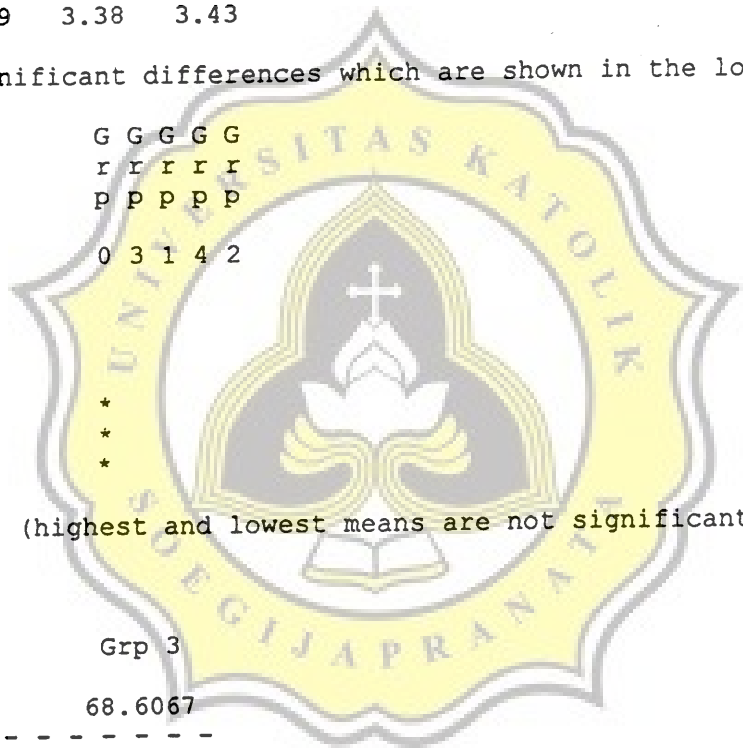 9 3.38 3.43
nificant differences which are shown in the lo
G G G G G
r r r r r
p p p p p
0 3 1 4 2
*
*
*
(highest and lowest means are not significant
Grp 3
68.6067
- - - - - - -
UNIVERSITAS KATOLIK
SOEGIJAPRANATA